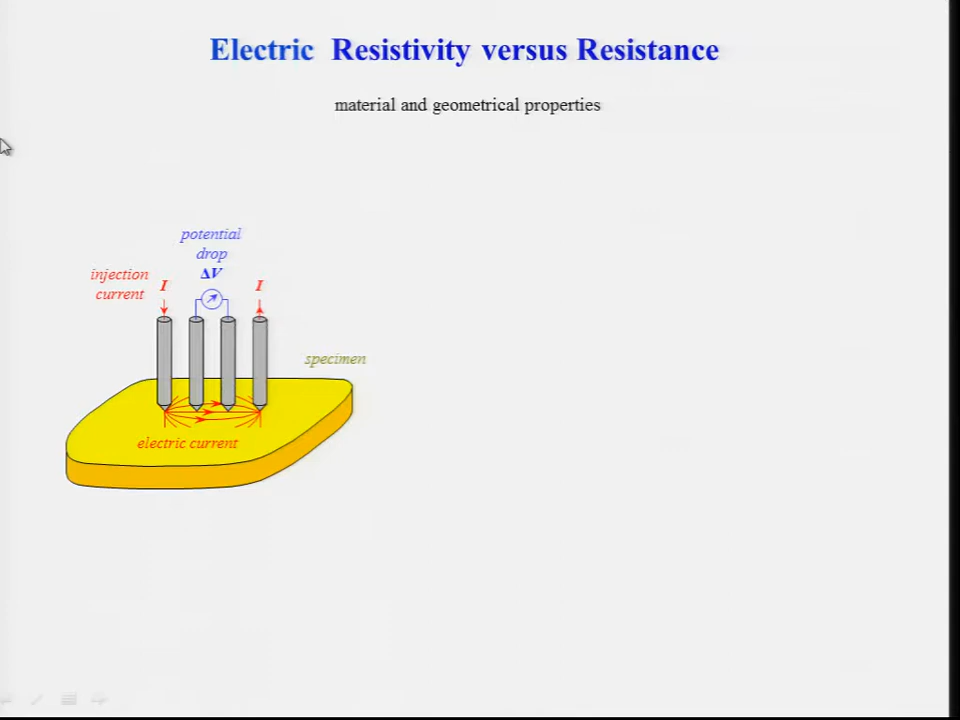 Electric Resistivity versus Resistance
material and geometrical properties
potential
drop
ΔV
injection
current
I
I
specimen
electric current